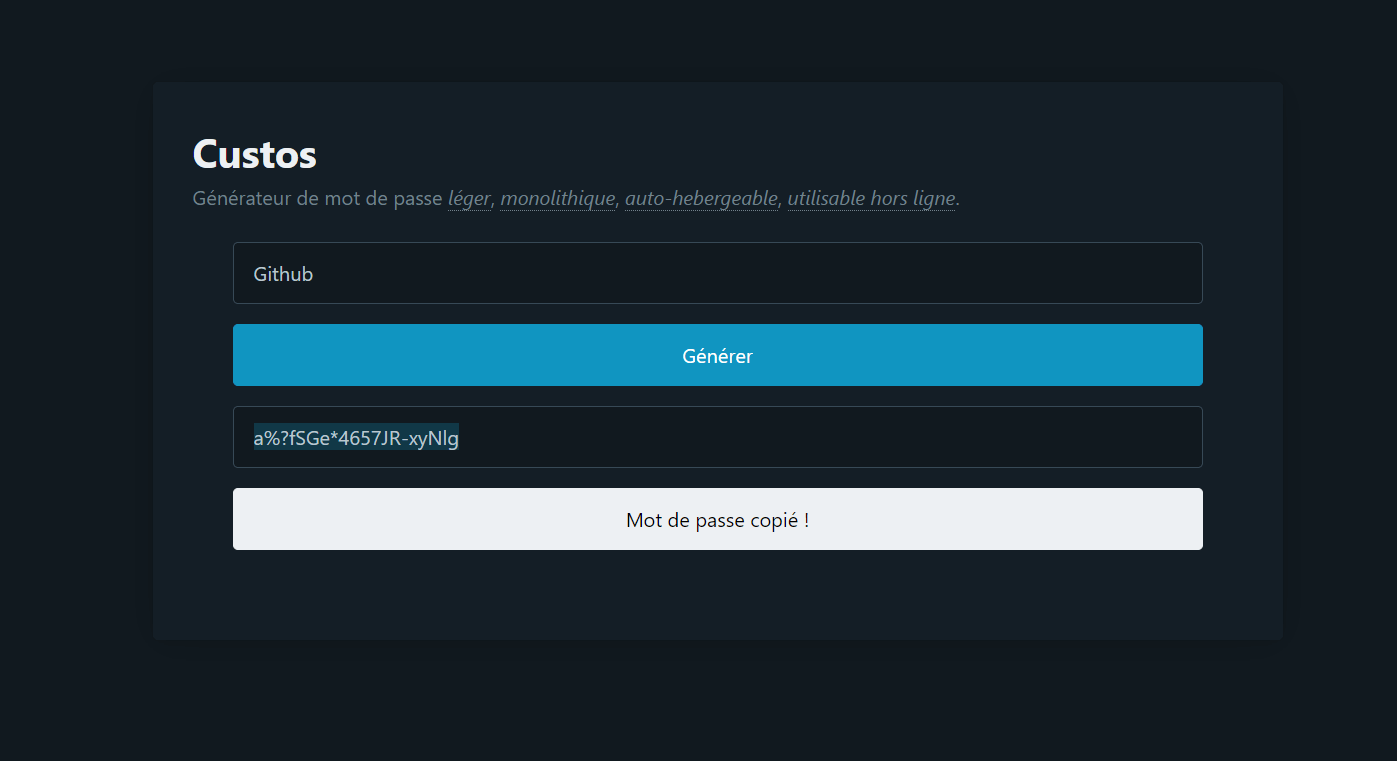 Custos
Générateur de mot de passe léger, monolithique, auto-hebergeable, utilisable hors ligne.
Github
Générer
a%?fSGe*4657JR-xyNlg
Mot de passe copié !